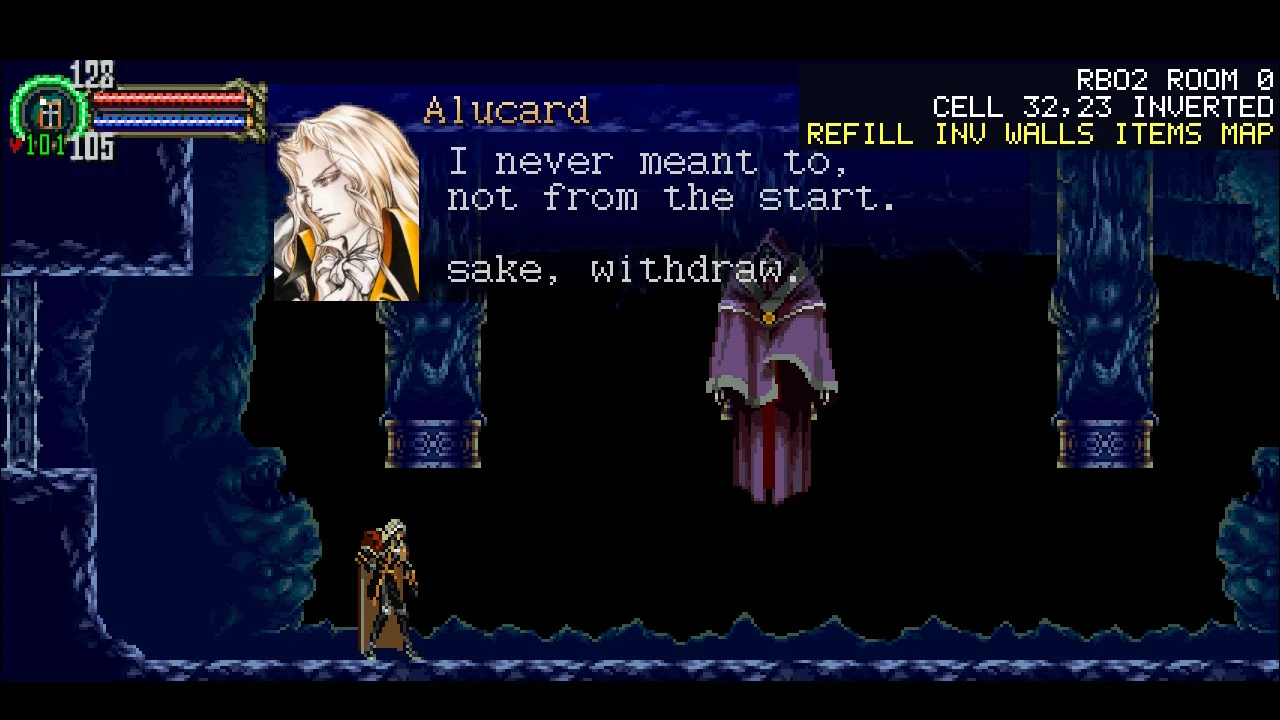 128
101
105
RBO2 ROOM 0
CELL 32,23 INVERTED
REFILL INV WALLS ITEMS MAP
Alucard
I never meant to,
not from the start.
sake, withdraw.